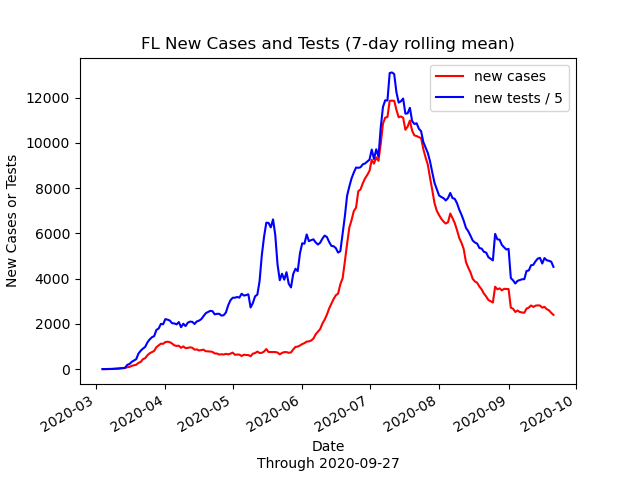 FL New Cases and Tests (7-day rolling mean)
new cases
new tests / 5
New Cases or Tests
12000
10000
8000
6000
4000
2000
0
2020-03
2020-04
2020-05
2020-06
2020-07
2020-08
2020-09
2020-10
Date
Through 2020-09-27